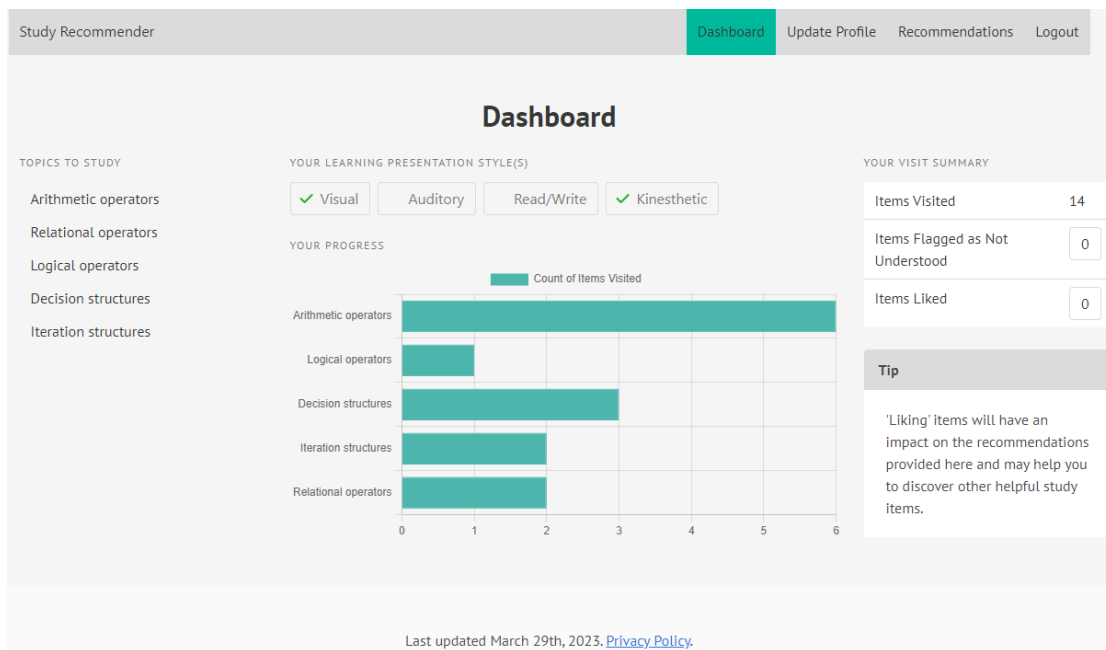 Study Recommender
Dashboard
Update Profile
Recommendations
Logout
Dashboard
TOPICS TO STUDY
Arithmetic operators
Relational operators
Logical operators
Decision structures
Iteration structures
YOUR LEARNING PRESENTATION STYLE(S)
Visual
Auditory
Read/Write
Kinesthetic
YOUR PROGRESS
Count of Items Visited
Arithmetic operators
Logical operators
Decision structures
Iteration structures
Relational operators
0 1 2 3 4 5 6
YOUR VISIT SUMMARY
Items Visited 14
Items Flagged as Not
Understood 0
Items Liked 0
Tip
'Liking' items will have an
impact on the recommendations
provided here and may help you
to discover other helpful study
items.
Last updated March 29th, 2023. Privacy Policy.